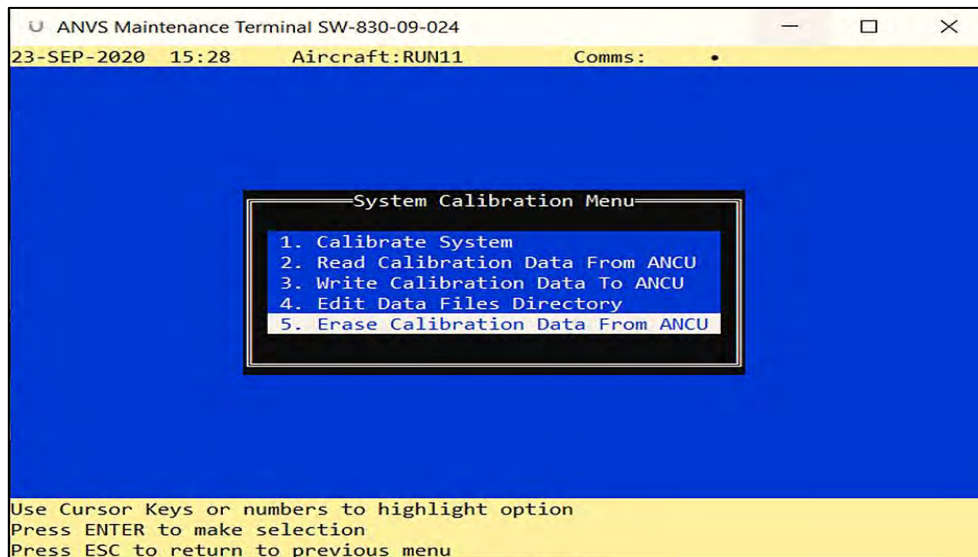 ANVS Maintenance Terminal SW-830-09-024
23-SEP-2020 15:28 Aircraft:RUN11 Comms: •
System Calibration Menu
1. Calibrate System
2. Read Calibration Data From ANCU
3. Write Calibration Data To ANCU
4. Edit Data Files Directory
5. Erase Calibration Data From ANCU
Use Cursor Keys or numbers to highlight option
Press ENTER to make selection
Press ESC to return to previous menu